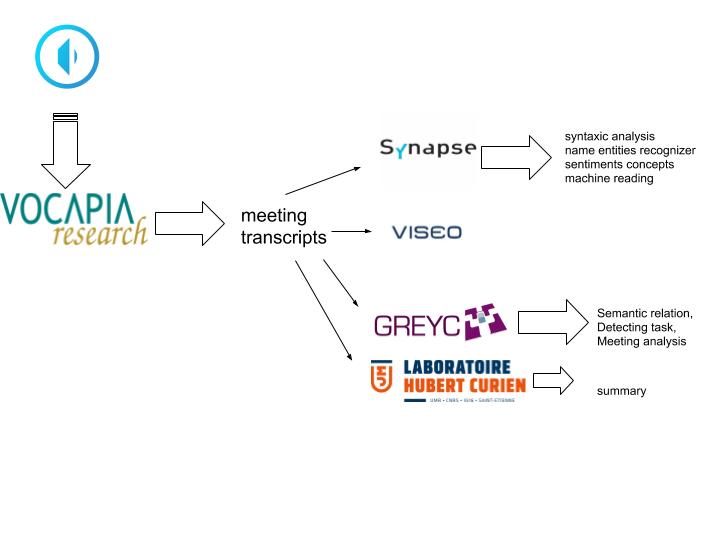 Synapse
syntaxic analysis
name entities recognizer
sentiments concepts
machine reading
VOCAPIA
research
meeting
transcripts
VISEO
GREYC
Semantic relation,
Detecting task,
Meeting analysis
LABORATOIRE
HUBERT CURIEN
UMR • CNRS • 5516 • SAINT-ETIENNE
summary